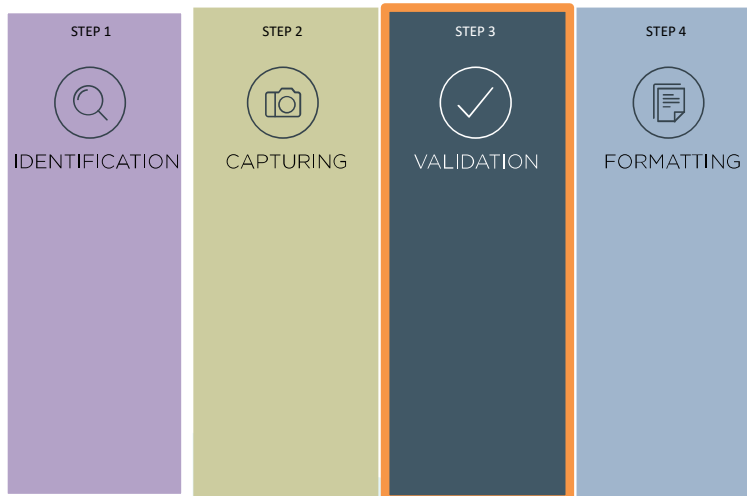 STEP 1
IDENTIFICATION
STEP 2
CAPTURING
STEP 3
VALIDATION
STEP 4
FORMATTING